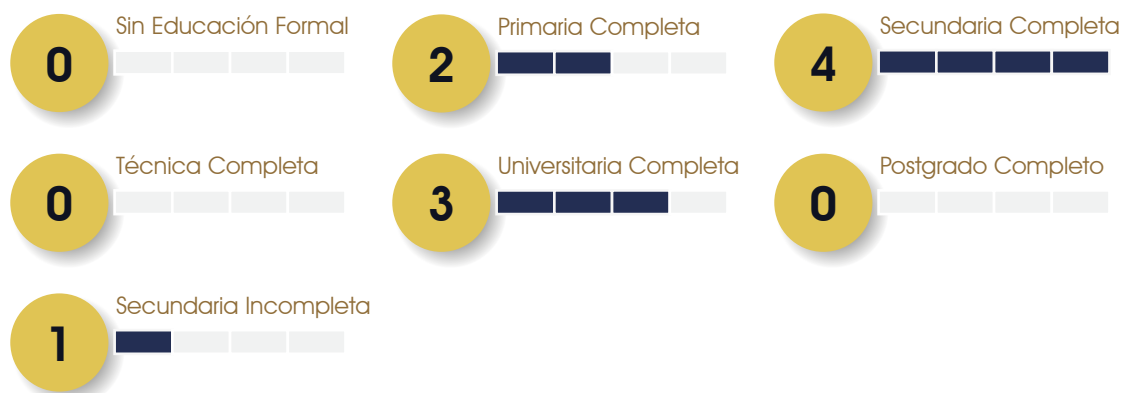 Sin Educación Formal
0
Primaria Completa
2
Secundaria Completa
4
Técnica Completa
0
Universitaria Completa
3
Postgrado Completo
0
Secundaria Incompleta
1